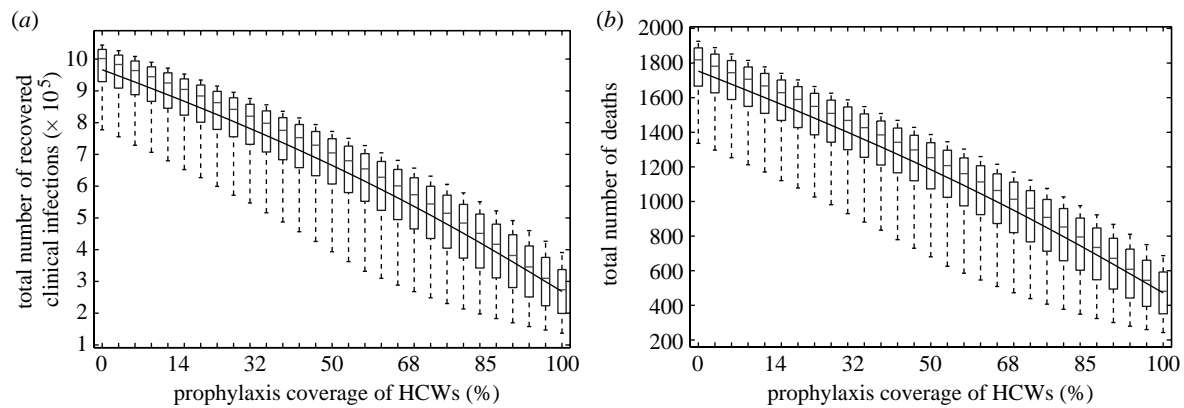 (a)
total number of recovered
clinical infections (× 10⁵)
10
9
8
7
6
5
4
3
2
1
0 14 32 50 68 85 100
prophylaxis coverage of HCWs (%)
(b)
total number of deaths
2000
1800
1600
1400
1200
1000
800
600
400
200
0 14 32 50 68 85 100
prophylaxis coverage of HCWs (%)